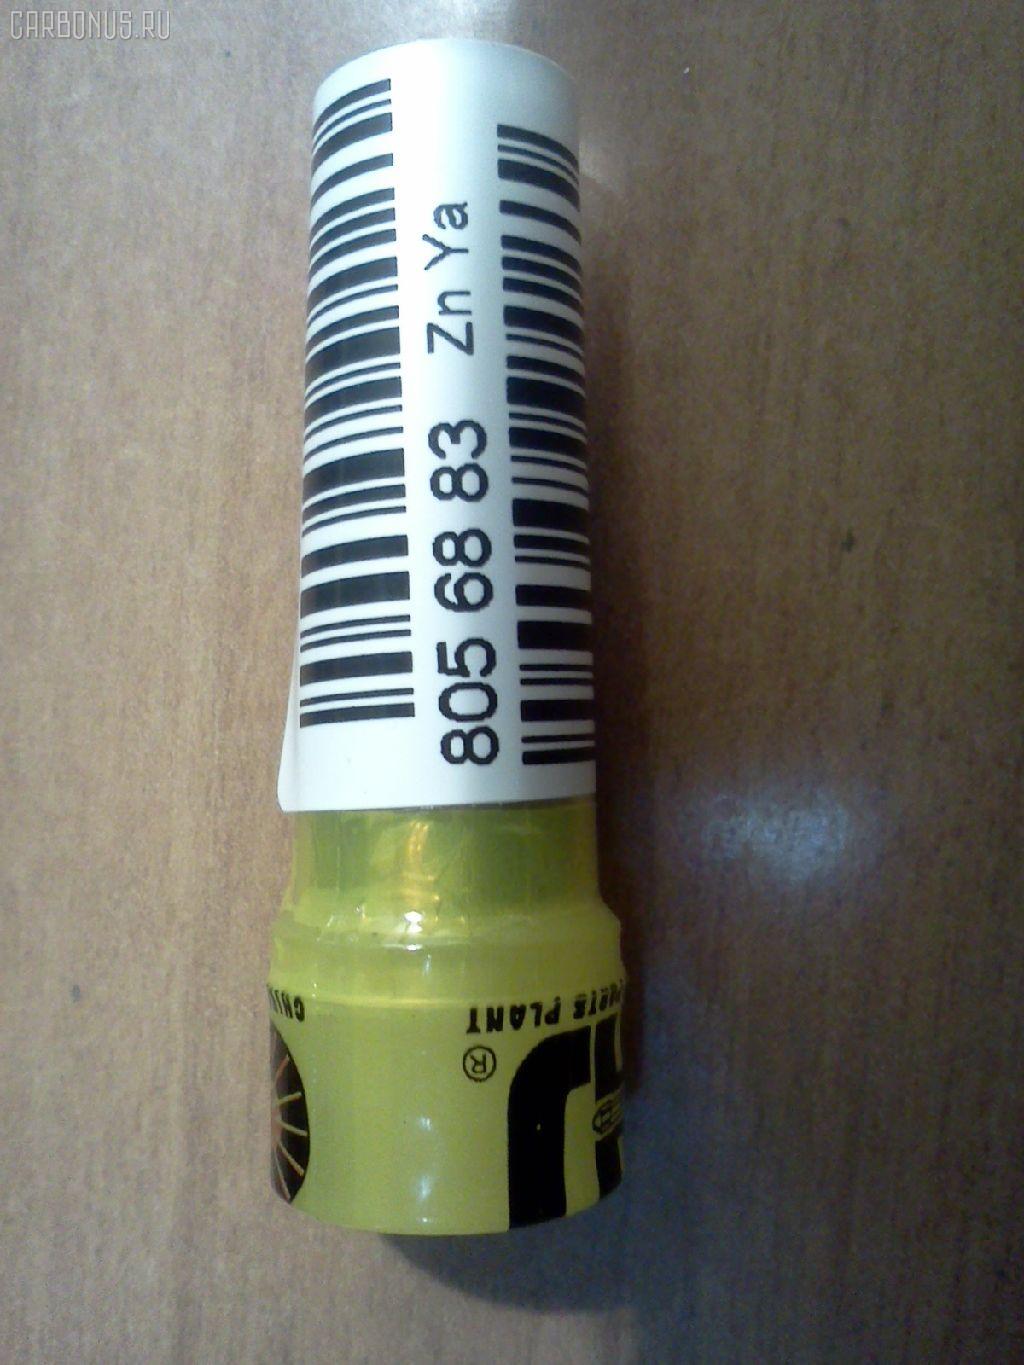 CARBONUS.RU
805 68 83 Zn Ya
PARTS PLANT
®